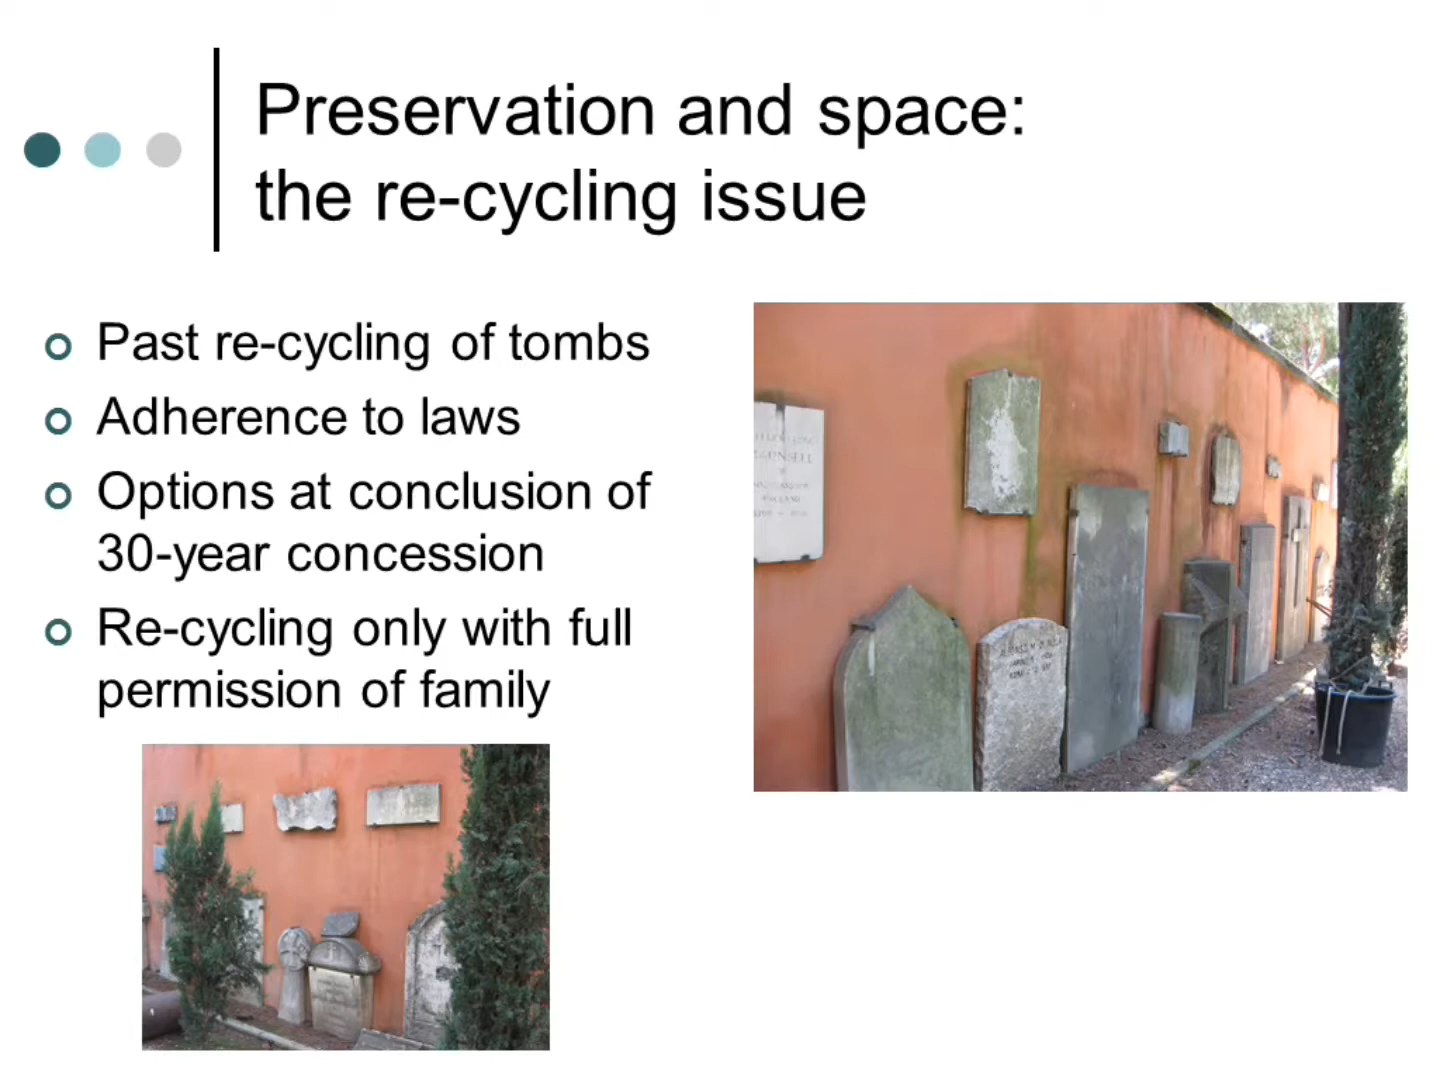 Preservation and space:
the re-cycling issue
Past re-cycling of tombs
Adherence to laws
Options at conclusion of
30-year concession
Re-cycling only with full
permission of family